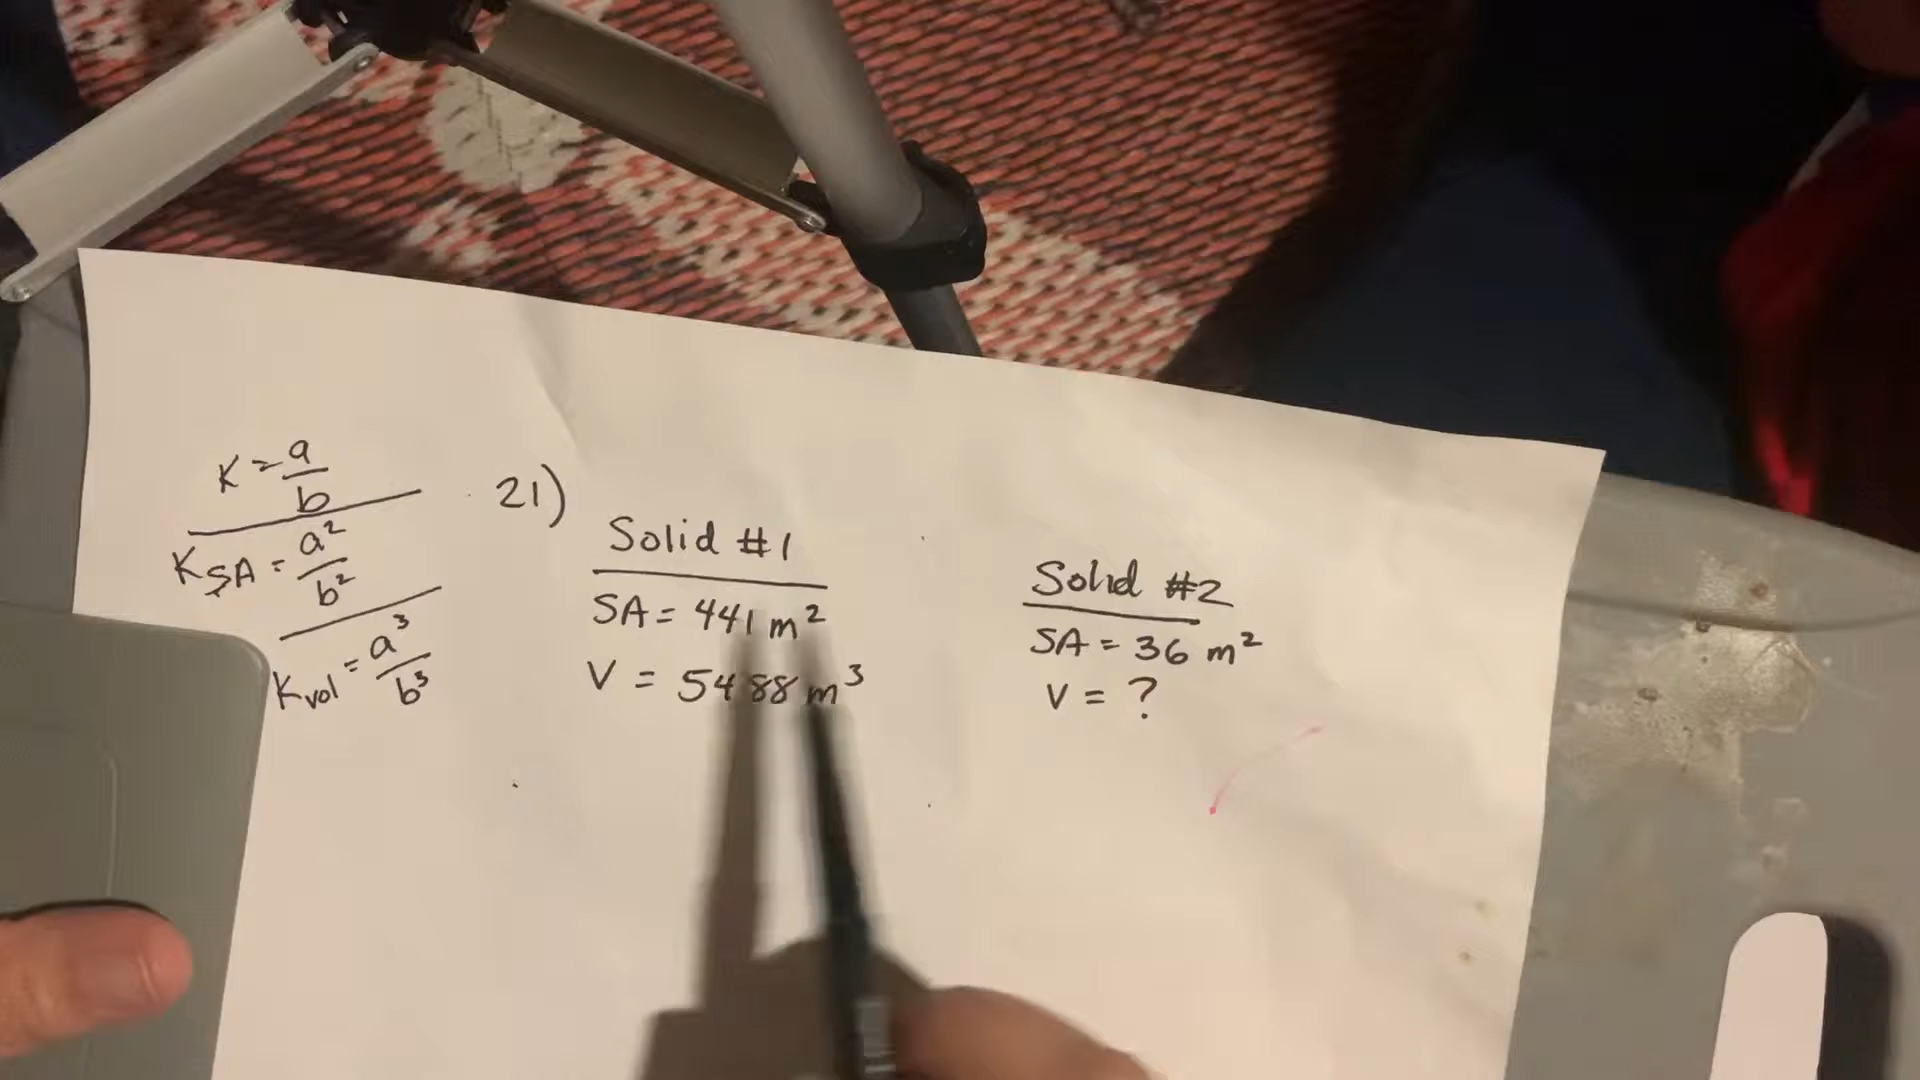 K = a/b
K_SA = a²/b²
K_vol = a³/b³
21)
Solid #1
SA = 441 m²
V = 5488 m³
Solid #2
SA = 36 m²
V = ?